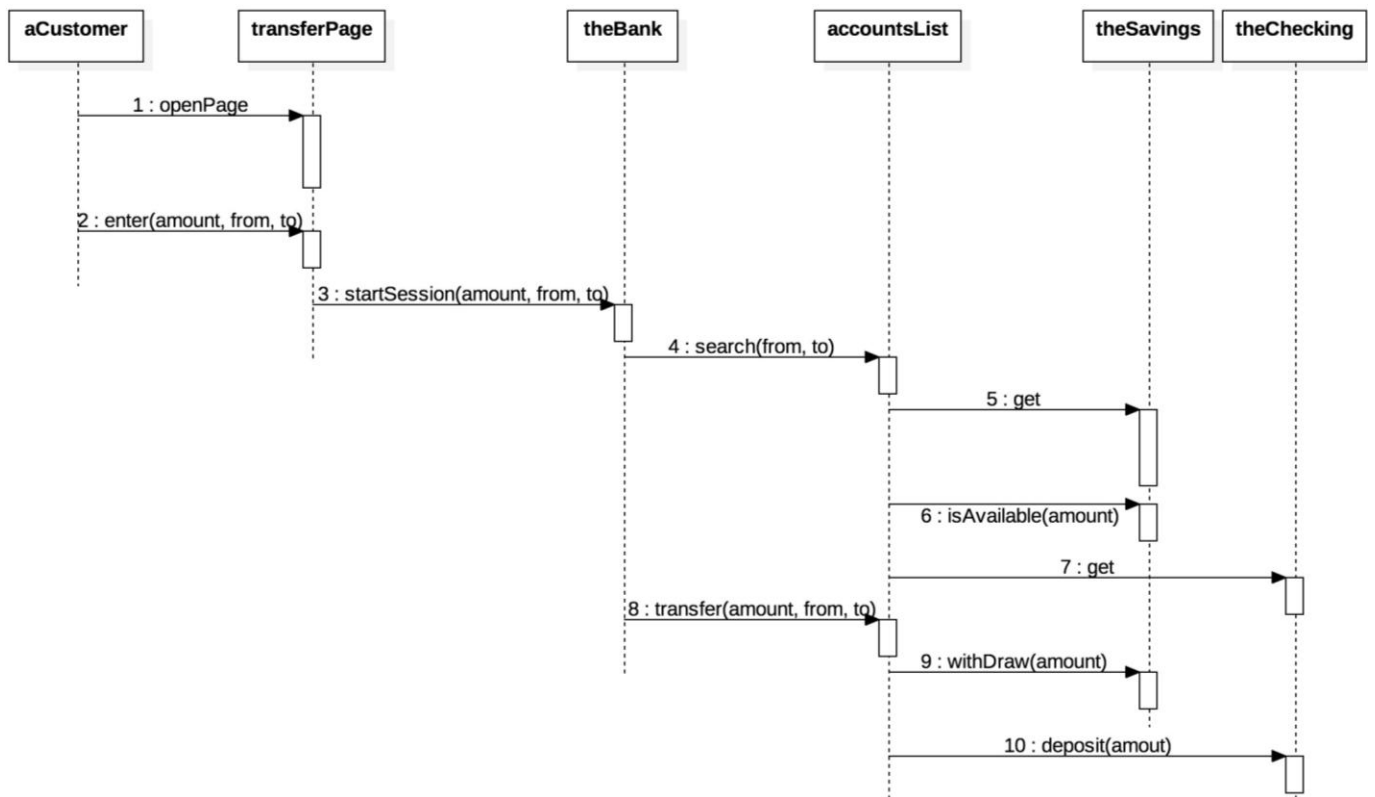 aCustomer
transferPage
theBank
accountsList
theSavings
theChecking
1 : openPage
2 : enter(amount, from, to)
3 : startSession(amount, from, to)
4 : search(from, to)
5 : get
6 : isAvailable(amount)
7 : get
8 : transfer(amount, from, to)
9 : withDraw(amount)
10 : deposit(amout)